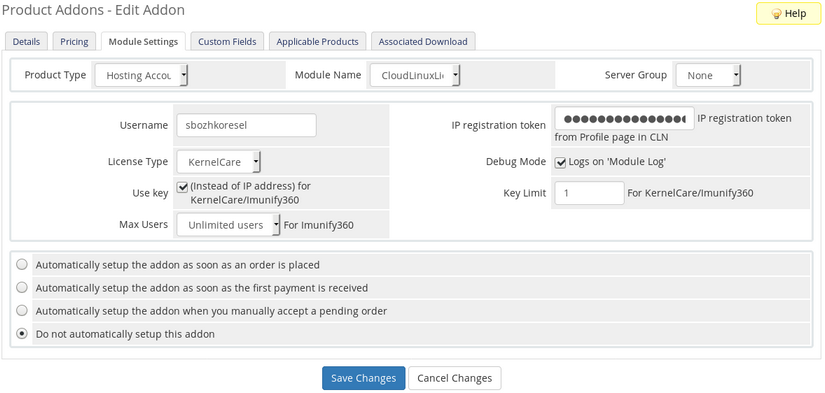 Product Addons - Edit Addon
Help
Details Pricing Module Settings Custom Fields Applicable Products Associated Download
Product Type Hosting Accou Module Name CloudLinuxLi Server Group None
Username sbozhkoresel IP registration token ●●●●●●●●●●●●●●● IP registration token
from Profile page in CLN
License Type KernelCare Debug Mode Logs on 'Module Log'
Use key (Instead of IP address) for
KernelCare/Imunify360
Key Limit 1 For KernelCare/Imunify360
Max Users Unlimited users For Imunify360
Automatically setup the addon as soon as an order is placed
Automatically setup the addon as soon as the first payment is received
Automatically setup the addon when you manually accept a pending order
Do not automatically setup this addon
Save Changes Cancel Changes